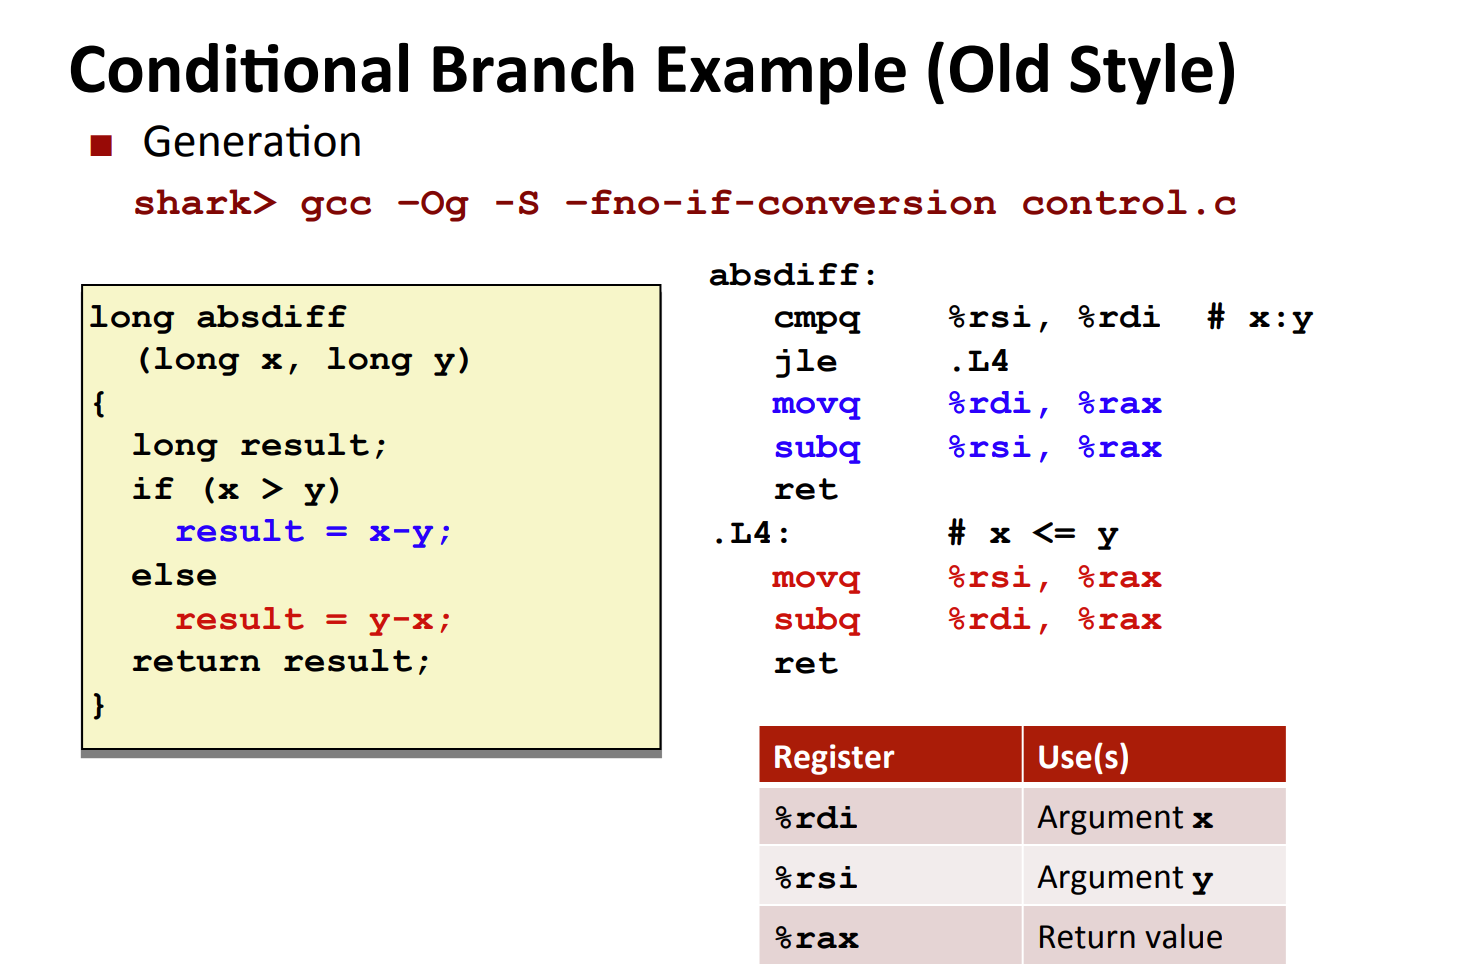 Conditional Branch Example (Old Style)
Generation
shark> gcc –Og -S –fno-if-conversion control.c
long absdiff
(long x, long y)
{
long result;
if (x > y)
result = x-y;
else
result = y-x;
return result;
}
absdiff:
cmpq %rsi, %rdi # x:y
jle .L4
movq %rdi, %rax
subq %rsi, %rax
ret
.L4: # x <= y
movq %rsi, %rax
subq %rdi, %rax
ret
Register Use(s)
%rdi Argument x
%rsi Argument y
%rax Return value